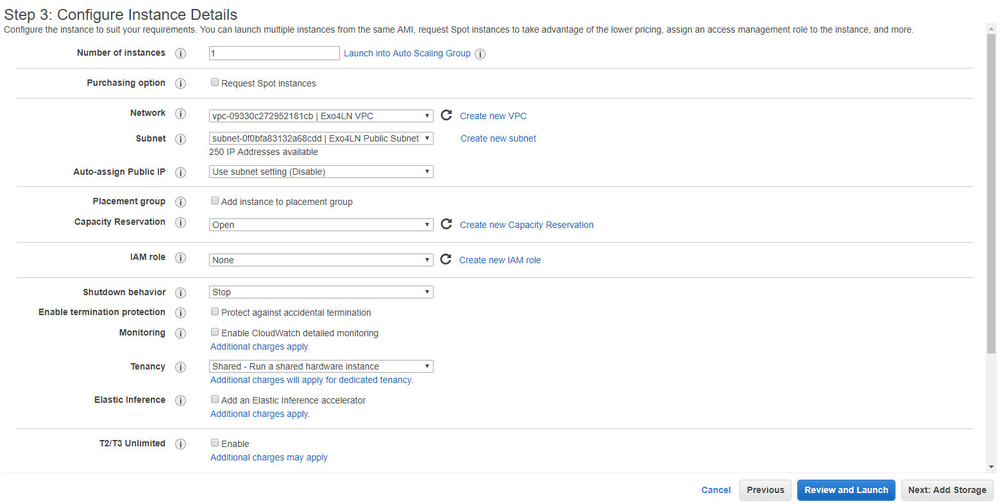 Step 3: Configure Instance Details
Configure the instance to suit your requirements. You can launch multiple instances from the same AMI, request Spot instances to take advantage of the lower pricing, assign an access management role to the instance, and more.
Number of instances i 1 Launch into Auto Scaling Group i
Purchasing option i Request Spot instances
Network i vpc-09330c272952181cb | Exo4LN VPC Create new VPC
Subnet i subnet-0f0bfa83132a68cdd | Exo4LN Public Subnet Create new subnet
250 IP Addresses available
Auto-assign Public IP i Use subnet setting (Disable)
Placement group i Add instance to placement group
Capacity Reservation i Open Create new Capacity Reservation
IAM role i None Create new IAM role
Shutdown behavior i Stop
Enable termination protection i Protect against accidental termination
Monitoring i Enable CloudWatch detailed monitoring
Additional charges apply.
Tenancy i Shared - Run a shared hardware instance
Additional charges will apply for dedicated tenancy.
Elastic Inference i Add an Elastic Inference accelerator
Additional charges apply.
T2/T3 Unlimited i Enable
Additional charges may apply
Cancel Previous Review and Launch Next: Add Storage